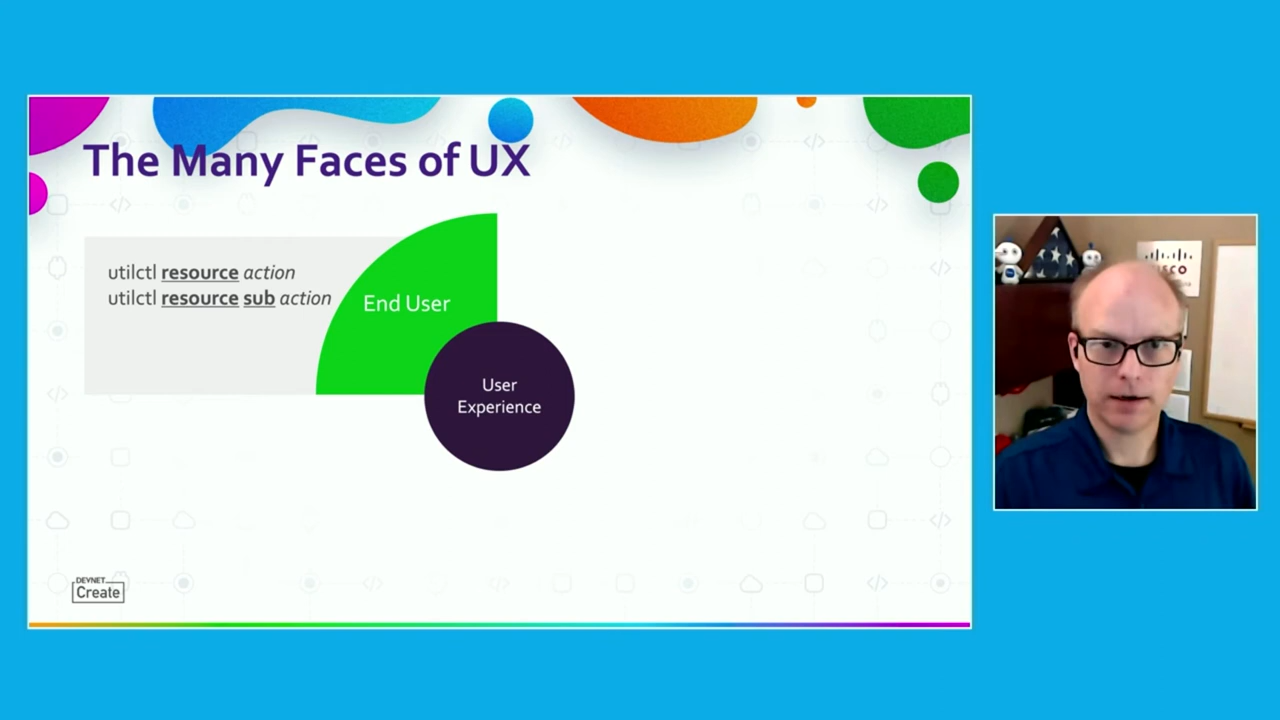 The Many Faces of UX
utilctl resource action
utilctl resource sub action
End User
User
Experience
DEVNET
Create